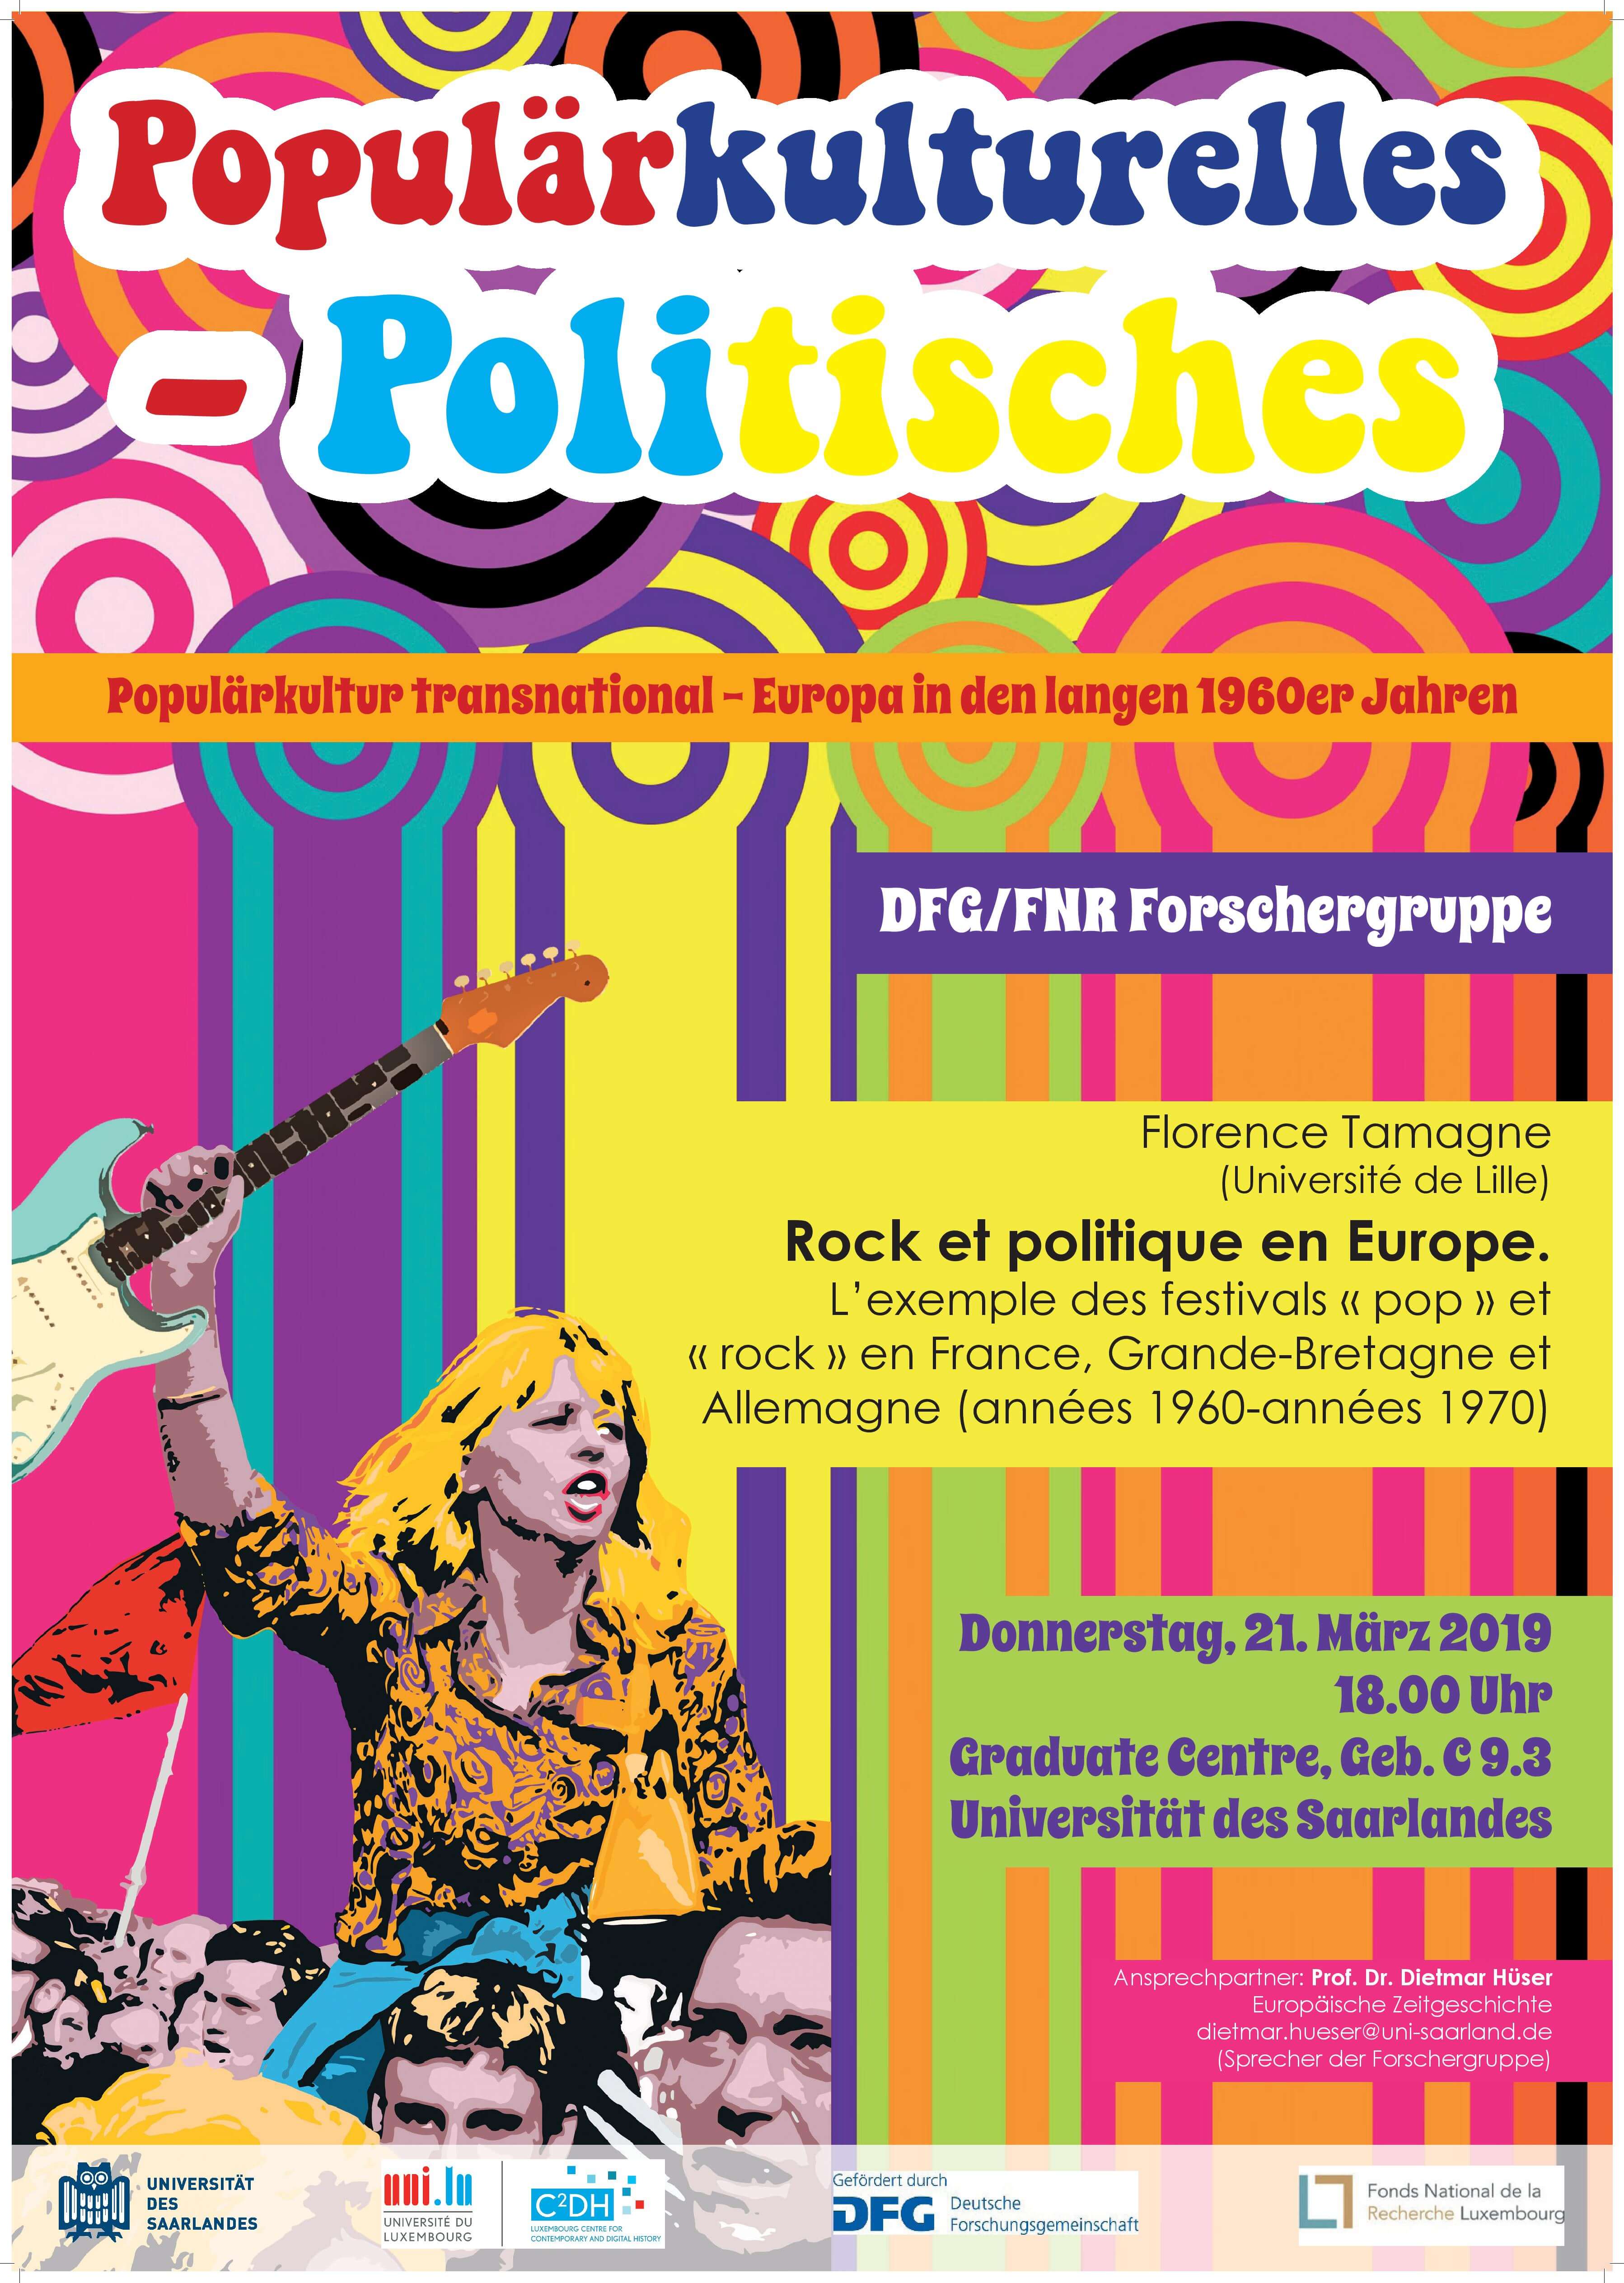 Populärkulturelles
– Politisches
Populärkultur transnational – Europa in den langen 1960er Jahren
DFG/FNR Forschergruppe
Florence Tamagne
(Université de Lille)
Rock et politique en Europe.
L’exemple des festivals « pop » et
« rock » en France, Grande-Bretagne et
Allemagne (années 1960-années 1970)
Donnerstag, 21. März 2019
18.00 Uhr
Graduate Centre, Geb. C 9.3
Universität des Saarlandes
Ansprechpartner: Prof. Dr. Dietmar Hüser
Europäische Zeitgeschichte
dietmar.hueser@uni-saarland.de
(Sprecher der Forschergruppe)
UNIVERSITÄT
DES
SAARLANDES
uni.lu
UNIVERSITÉ DU
LUXEMBOURG
C²DH
LUXEMBOURG CENTRE FOR
CONTEMPORARY AND DIGITAL HISTORY
Gefördert durch
DFG Deutsche
Forschungsgemeinschaft
Fonds National de la
Recherche Luxembourg